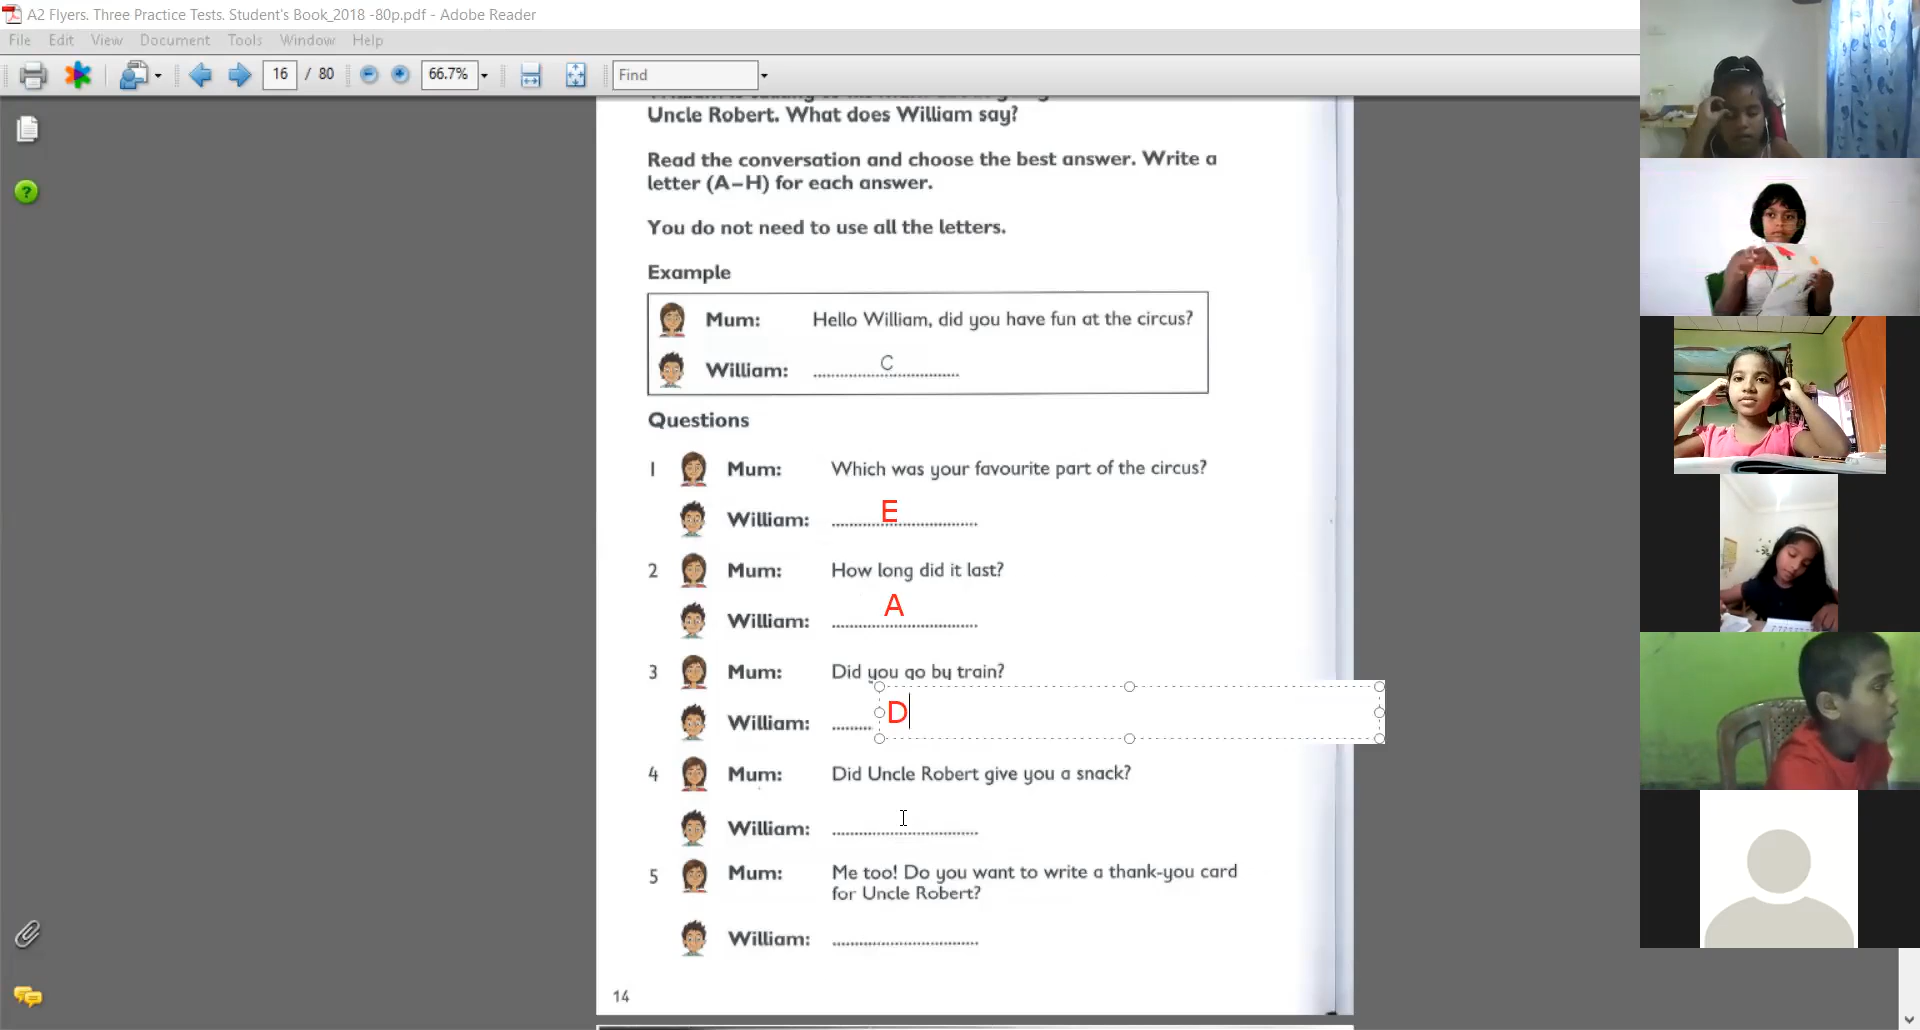 A2 Flyers. Three Practice Tests. Student's Book_2018 -80p.pdf - Adobe Reader
File Edit View Document Tools Window Help
16 / 80 66.7% Find
Uncle Robert. What does William say?
Read the conversation and choose the best answer. Write a
letter (A–H) for each answer.
You do not need to use all the letters.
Example
Mum: Hello William, did you have fun at the circus?
William: C
Questions
1 Mum: Which was your favourite part of the circus?
William: E
2 Mum: How long did it last?
William: A
3 Mum: Did you go by train?
William: D
4 Mum: Did Uncle Robert give you a snack?
William:
5 Mum: Me too! Do you want to write a thank-you card
for Uncle Robert?
William:
14